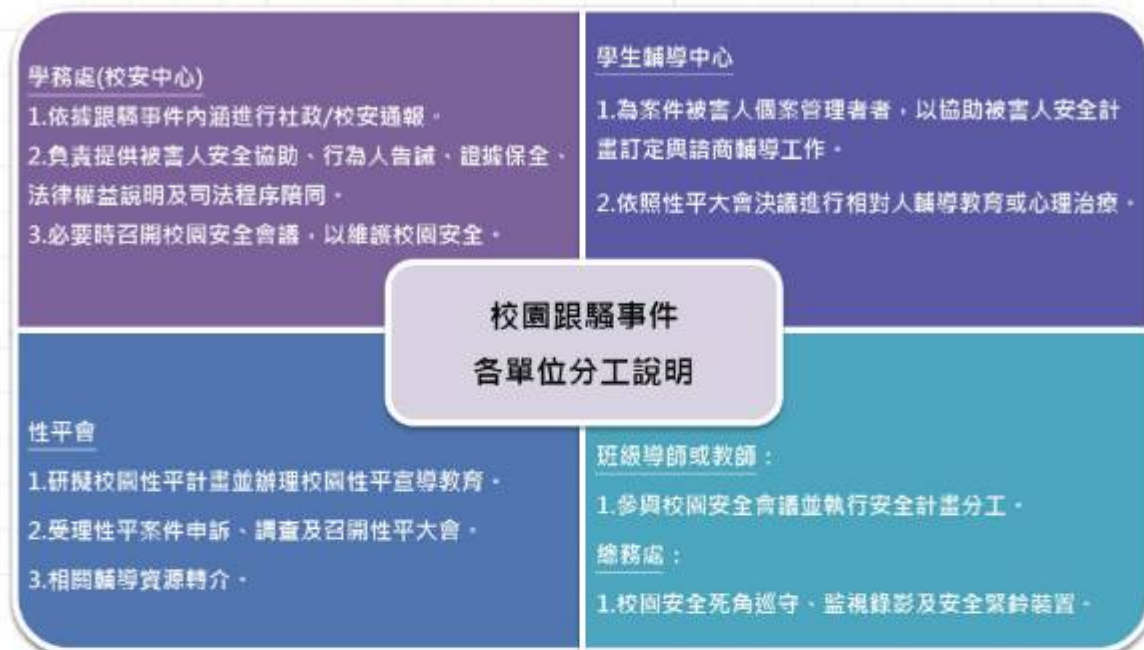 學務處(校安中心)
1.依據跟騷事件內涵進行社政/校安通報。
2.負責提供被害人安全協助、行為人告誡、證據保全、
法律權益說明及司法程序陪同。
3.必要時召開校園安全會議，以維護校園安全。
學生輔導中心
1.為案件被害人個案管理者者，以協助被害人安全計
畫訂定與諮商輔導工作。
2.依照性平大會決議進行相對人輔導教育或心理治療。
校園跟騷事件
各單位分工說明
性平會
1.研擬校園性平計畫並辦理校園性平宣導教育。
2.受理性平案件申訴、調查及召開性平大會。
3.相關輔導資源轉介。
班級導師或教師：
1.參與校園安全會議並執行安全計畫分工。
總務處：
1.校園安全死角巡守、監視錄影及安全緊鈴裝置。